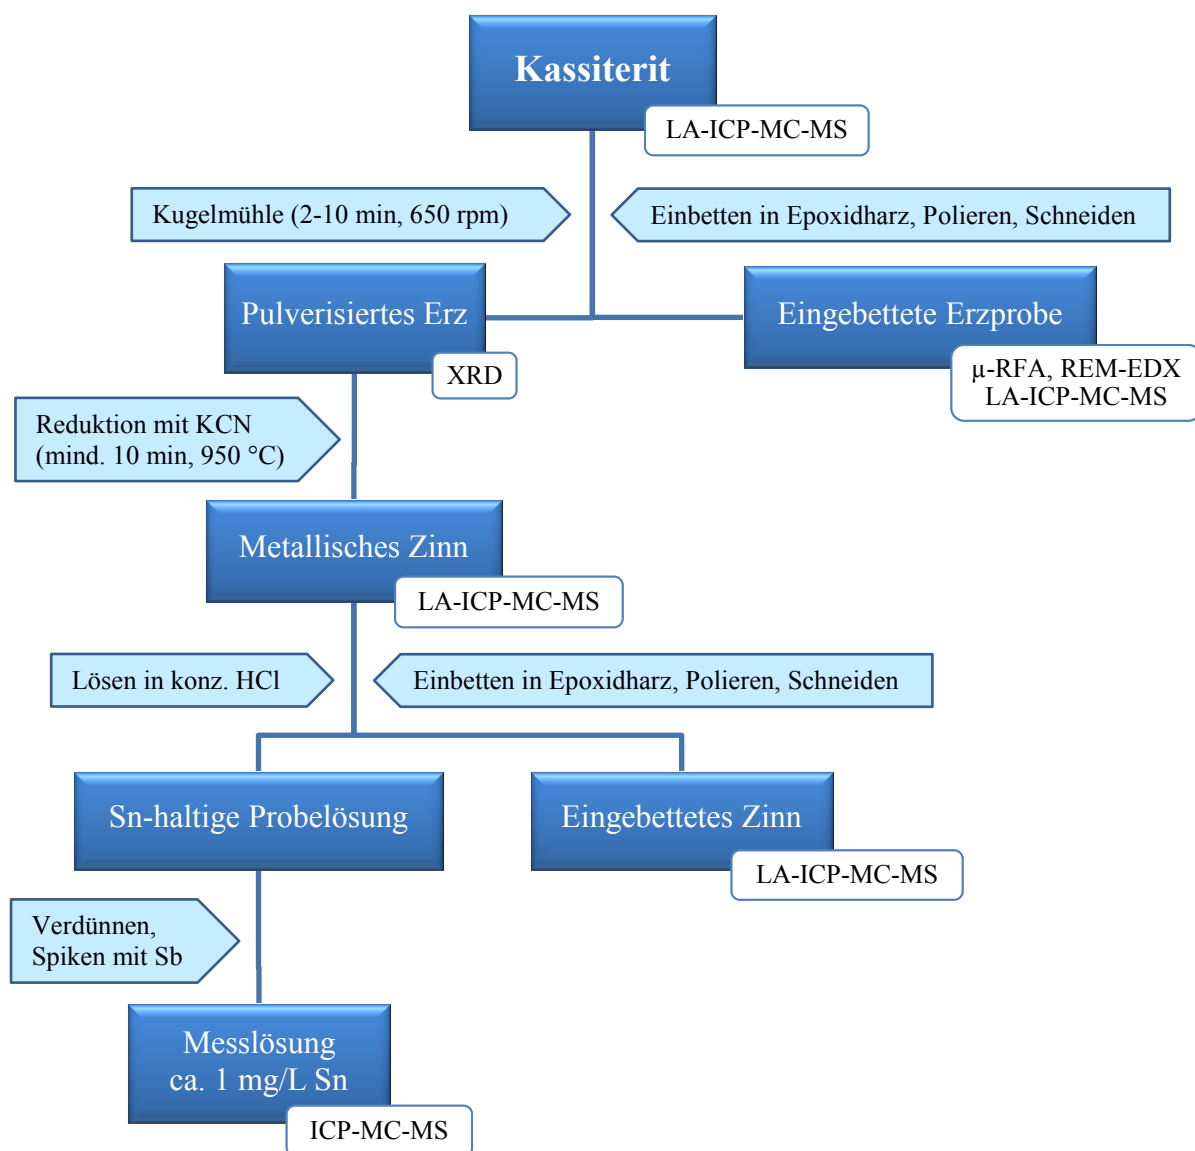 Kassiterit
LA-ICP-MC-MS
Kugelmühle (2-10 min, 650 rpm)
Einbetten in Epoxidharz, Polieren, Schneiden
Pulverisiertes Erz
XRD
Eingebettete Erzprobe
µ-RFA, REM-EDX
LA-ICP-MC-MS
Reduktion mit KCN
(mind. 10 min, 950 °C)
Metallisches Zinn
LA-ICP-MC-MS
Lösen in konz. HCl
Einbetten in Epoxidharz, Polieren, Schneiden
Sn-haltige Probelösung
Eingebettetes Zinn
LA-ICP-MC-MS
Verdünnen,
Spiken mit Sb
Messlösung
ca. 1 mg/L Sn
ICP-MC-MS